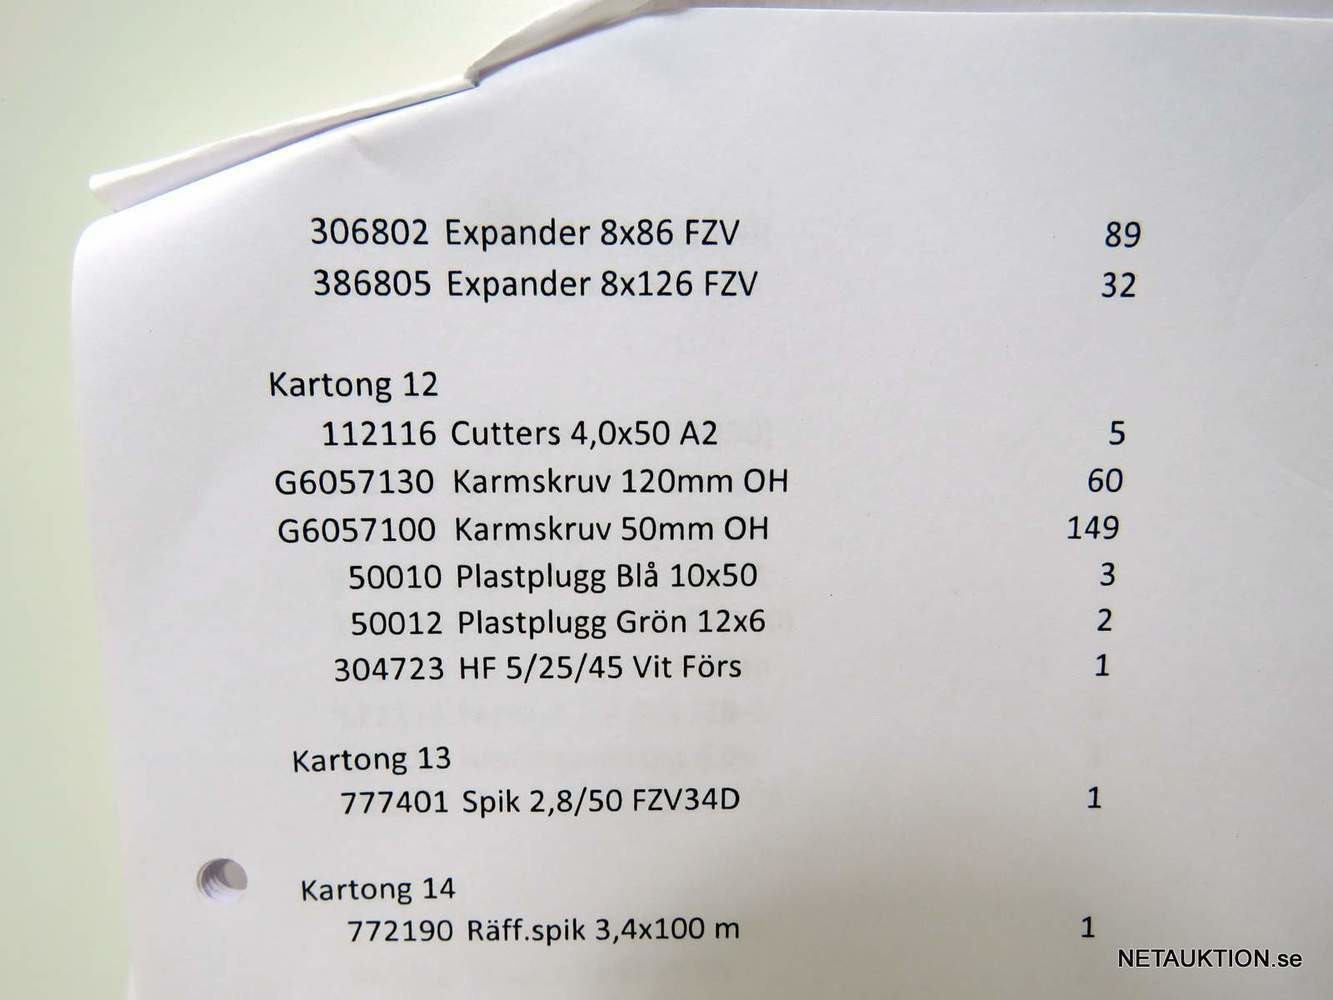 306802 Expander 8x86 FZV 89
386805 Expander 8x126 FZV 32
Kartong 12
112116 Cutters 4,0x50 A2 5
G6057130 Karmskruv 120mm OH 60
G6057100 Karmskruv 50mm OH 149
50010 Plastplugg Blå 10x50 3
50012 Plastplugg Grön 12x6 2
304723 HF 5/25/45 Vit Förs 1
Kartong 13
777401 Spik 2,8/50 FZV34D 1
Kartong 14
772190 Räff.spik 3,4x100 m 1
NETAUKTION.se